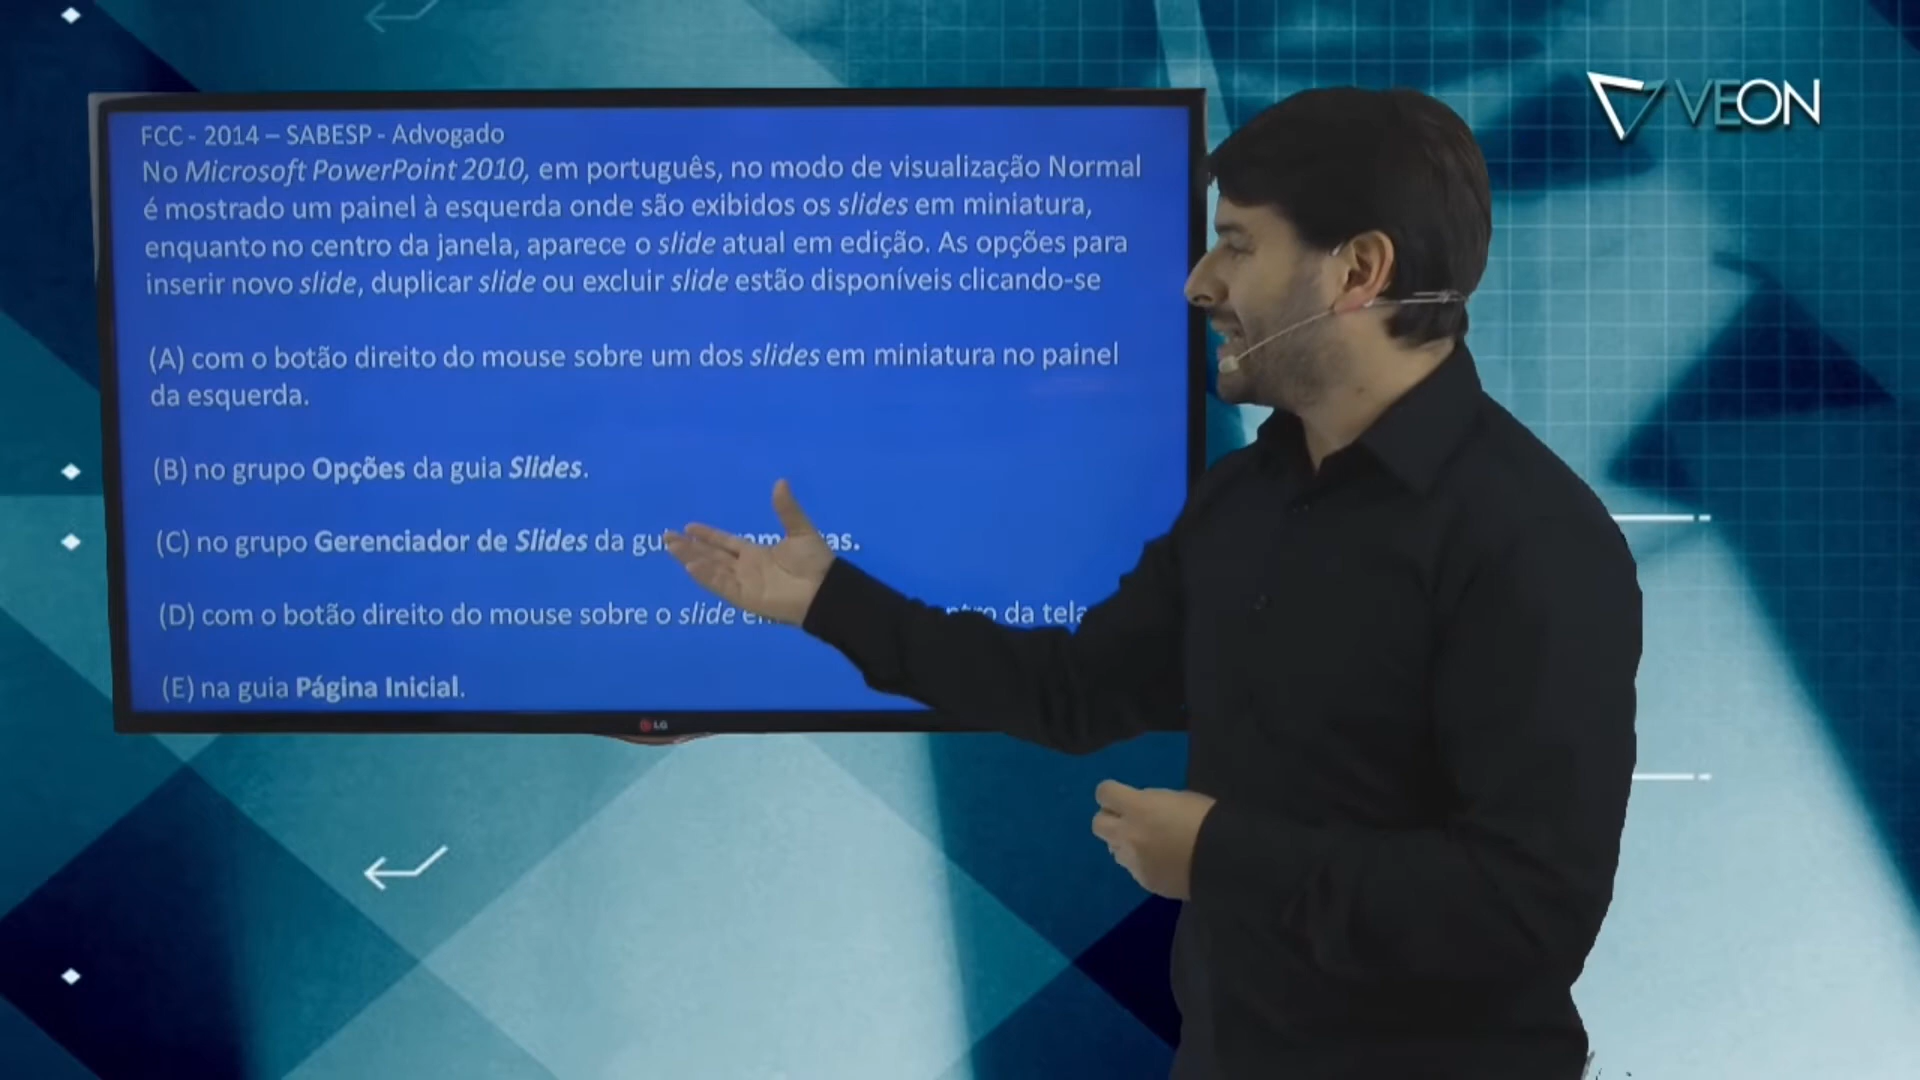 FCC - 2014 – SABESP - Advogado
No Microsoft PowerPoint 2010, em português, no modo de visualização Normal
é mostrado um painel à esquerda onde são exibidos os slides em miniatura,
enquanto no centro da janela, aparece o slide atual em edição. As opções para
inserir novo slide, duplicar slide ou excluir slide estão disponíveis clicando-se
(A) com o botão direito do mouse sobre um dos slides em miniatura no painel
da esquerda.
(B) no grupo Opções da guia Slides.
(C) no grupo Gerenciador de Slides da
(D) com o botão direito do mouse sobre o slide da tela
(E) na guia Página Inicial.
LG
VEON